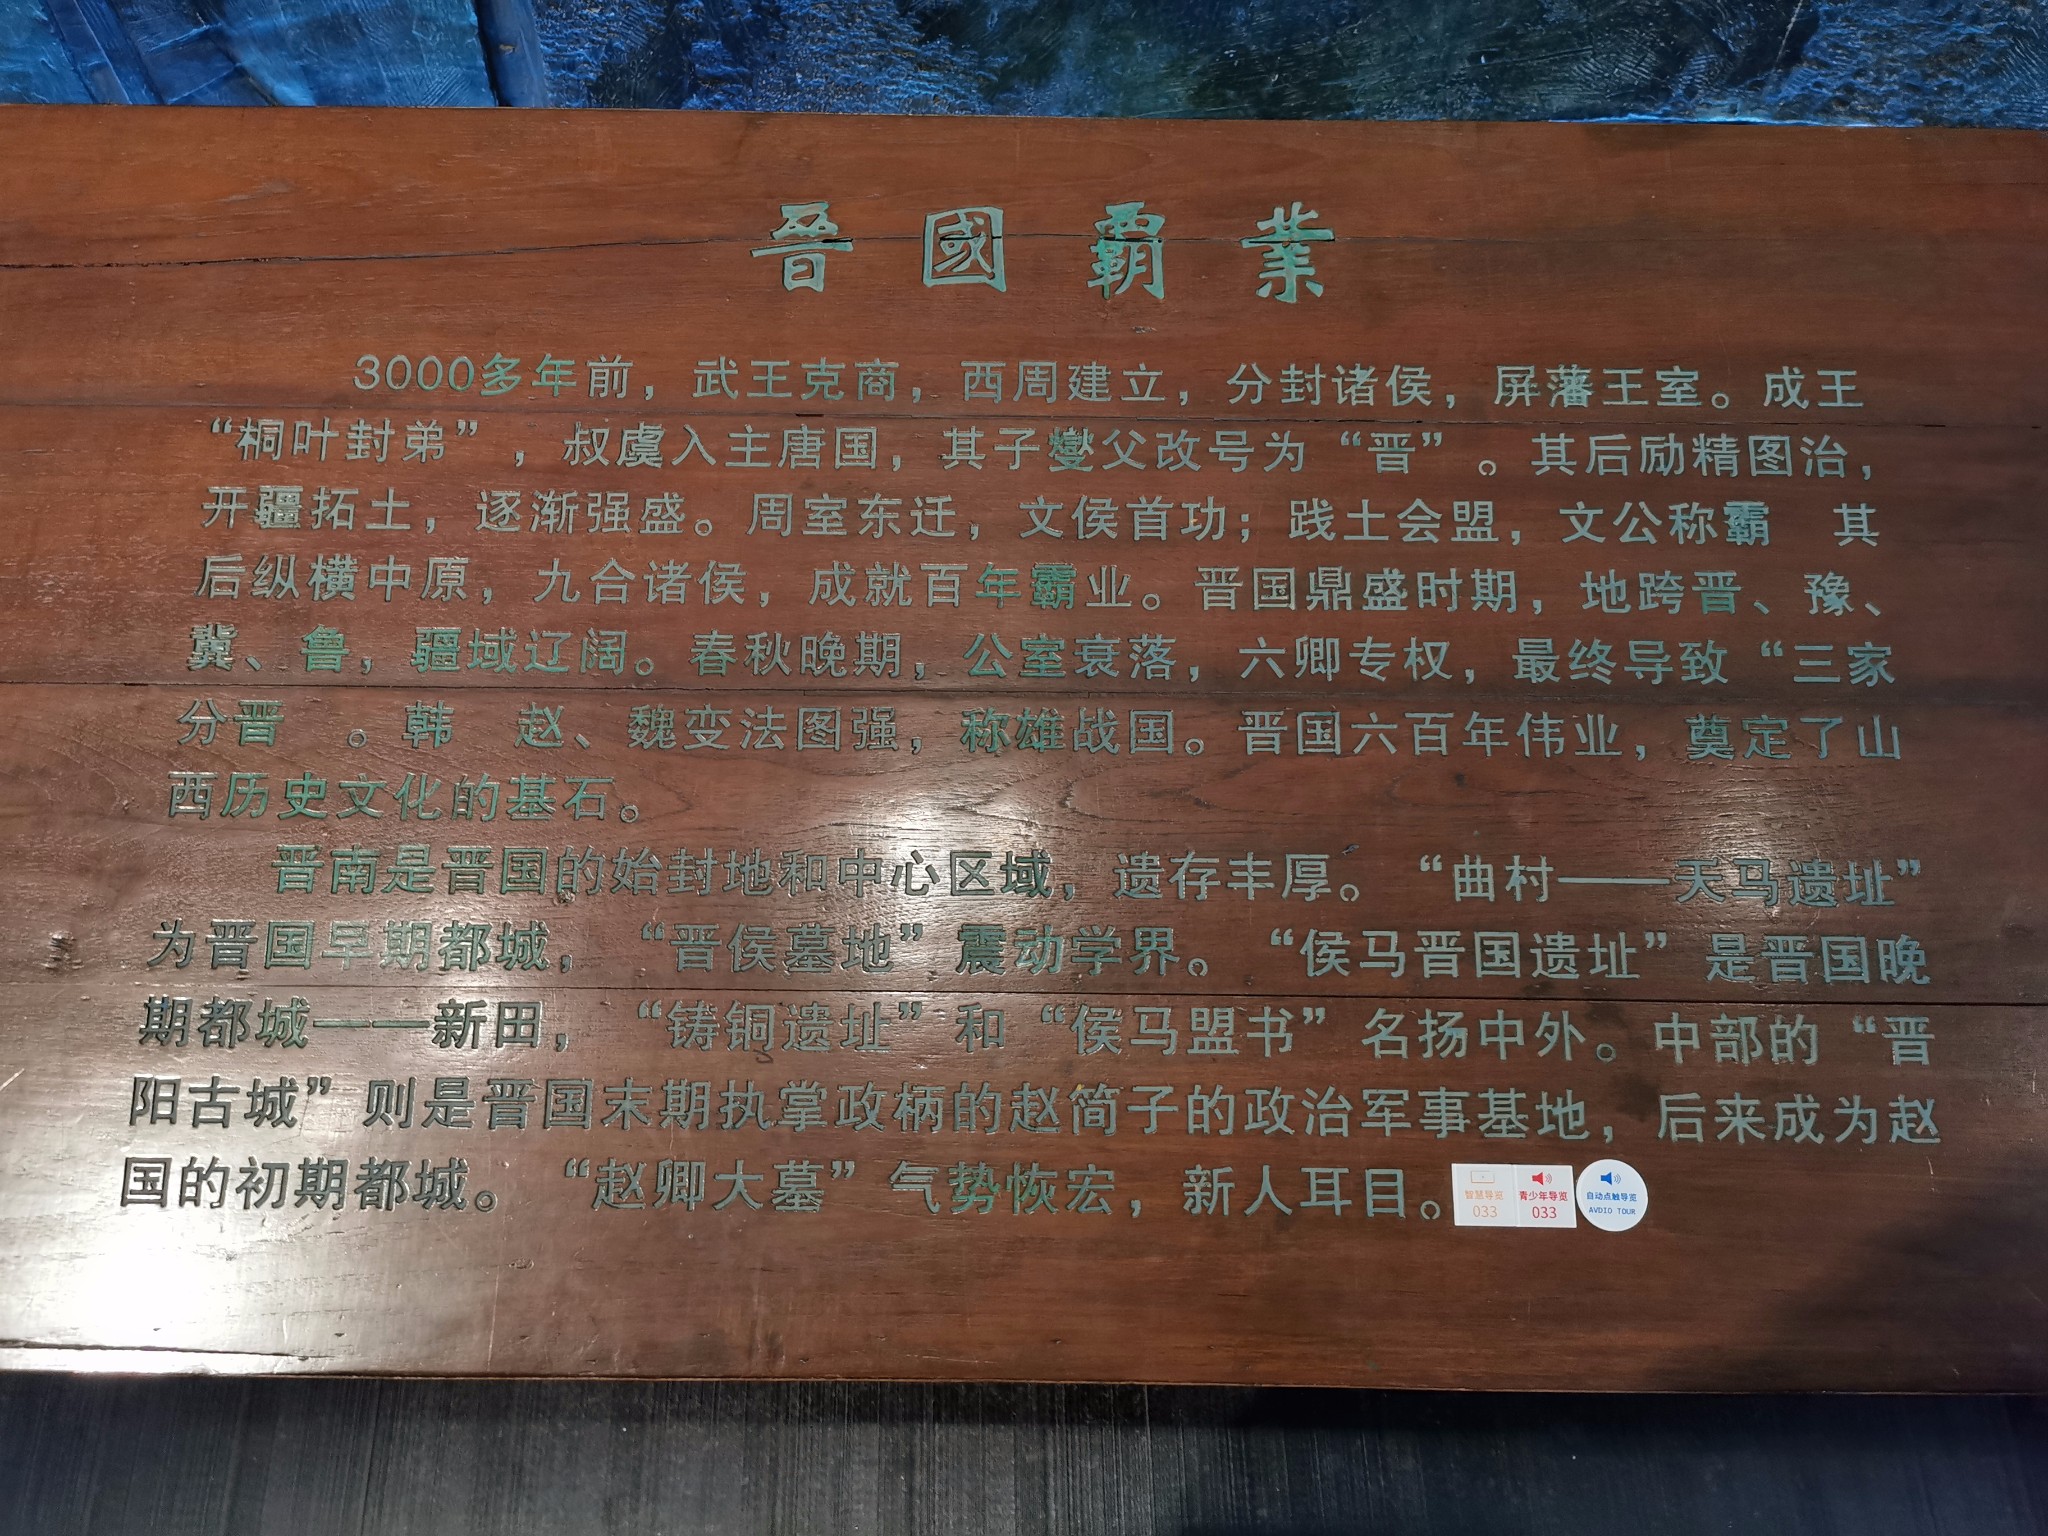 晉國霸業
3000多年前，武王克商，西周建立，分封诸侯，屏藩王室。成王
“桐叶封弟”，叔虞入主唐国，其子燮父改号为“晋”。其后励精图治，
开疆拓土，逐渐强盛。周室东迁，文侯首功；践土会盟，文公称霸　其
后纵横中原，九合诸侯，成就百年霸业。晋国鼎盛时期，地跨晋、豫、
冀、鲁，疆域辽阔。春秋晚期，公室衰落，六卿专权，最终导致“三家
分晋　。韩　赵、魏变法图强，称雄战国。晋国六百年伟业，奠定了山
西历史文化的基石。
晋南是晋国的始封地和中心区域，遗存丰厚。“曲村——天马遗址”
为晋国早期都城，“晋侯墓地”震动学界。“侯马晋国遗址”是晋国晚
期都城——新田，“铸铜遗址”和“侯马盟书”名扬中外。中部的“晋
阳古城”则是晋国末期执掌政柄的赵简子的政治军事基地，后来成为赵
国的初期都城。“赵卿大墓”气势恢宏，新人耳目。
智慧导览
033
青少年导览
033
自动点触导览
AVDIO TOUR